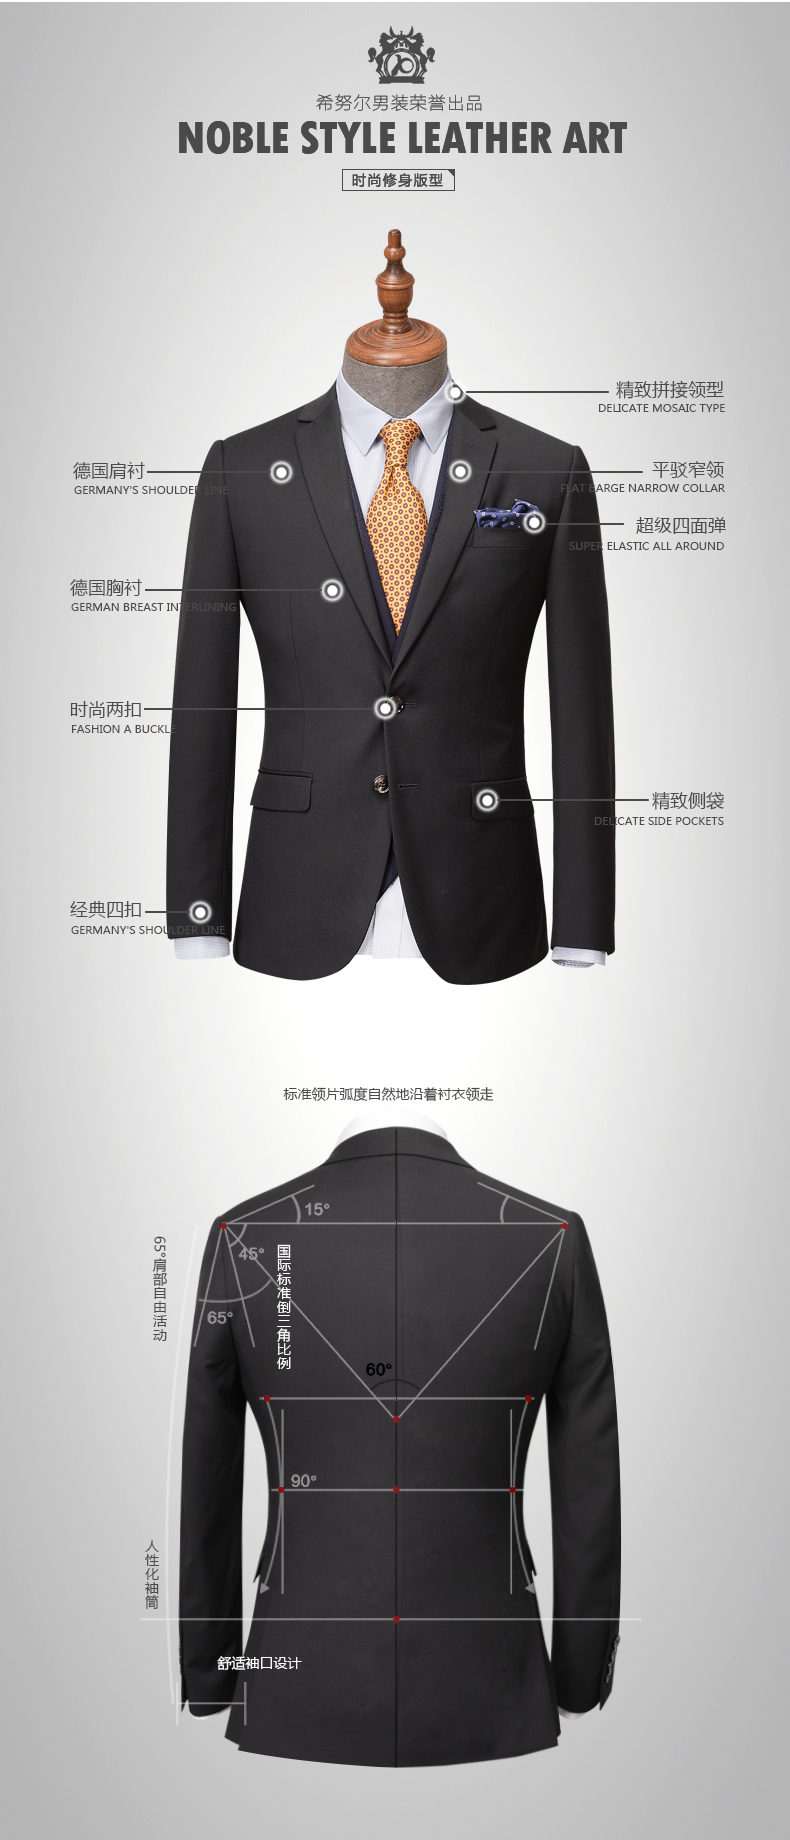 希努尔男装荣誉出品
NOBLE STYLE LEATHER ART
时尚修身版型
精致拼接领型
DELICATE MOSAIC TYPE
德国肩衬
GERMANY'S SHOULDER LINE
平驳窄领
FLAT BARGE NARROW COLLAR
超级四面弹
SUPER ELASTIC ALL AROUND
德国胸衬
GERMAN BREAST INTERLINING
时尚两扣
FASHION A BUCKLE
精致侧袋
DELICATE SIDE POCKETS
经典四扣
GERMANY'S SHOULDER LINE
标准领片弧度自然地沿着衬衣领走
15°
45°
65°
65°肩部自由活动
国际标准倒三角比例
60°
90°
人性化袖筒
舒适袖口设计